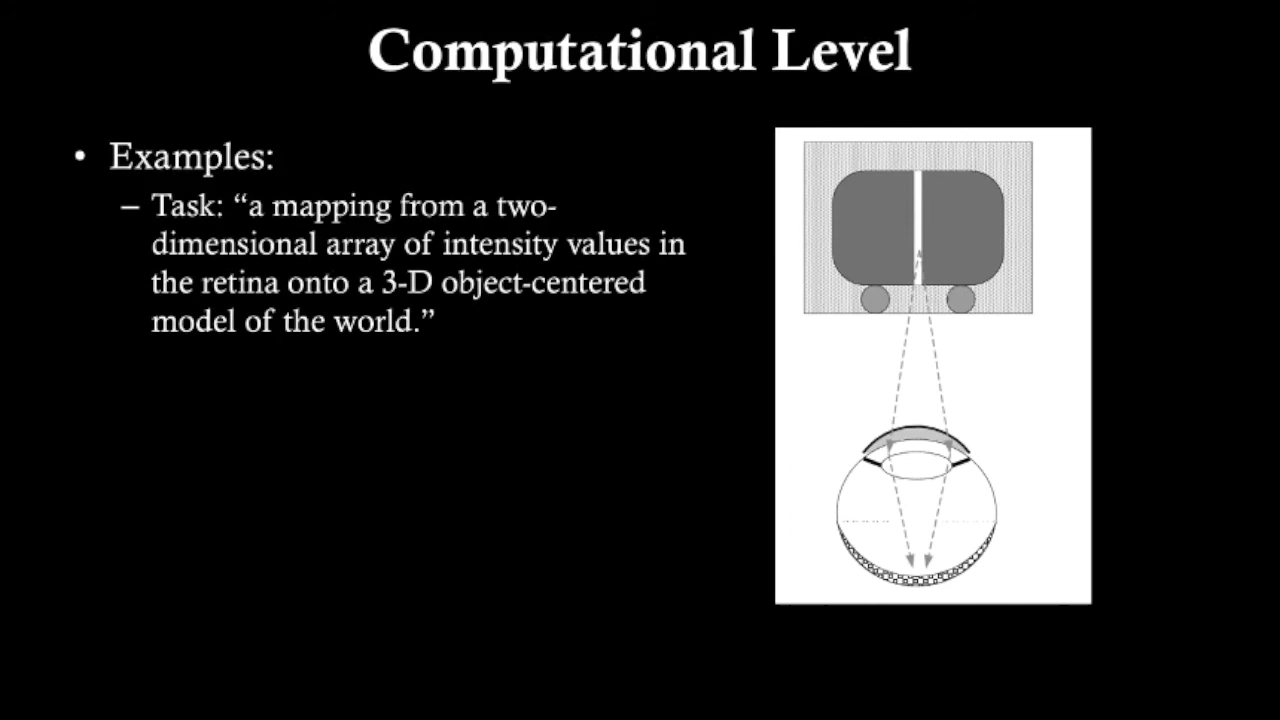 Computational Level
• Examples:
– Task: “a mapping from a two-
dimensional array of intensity values in
the retina onto a 3-D object-centered
model of the world.”